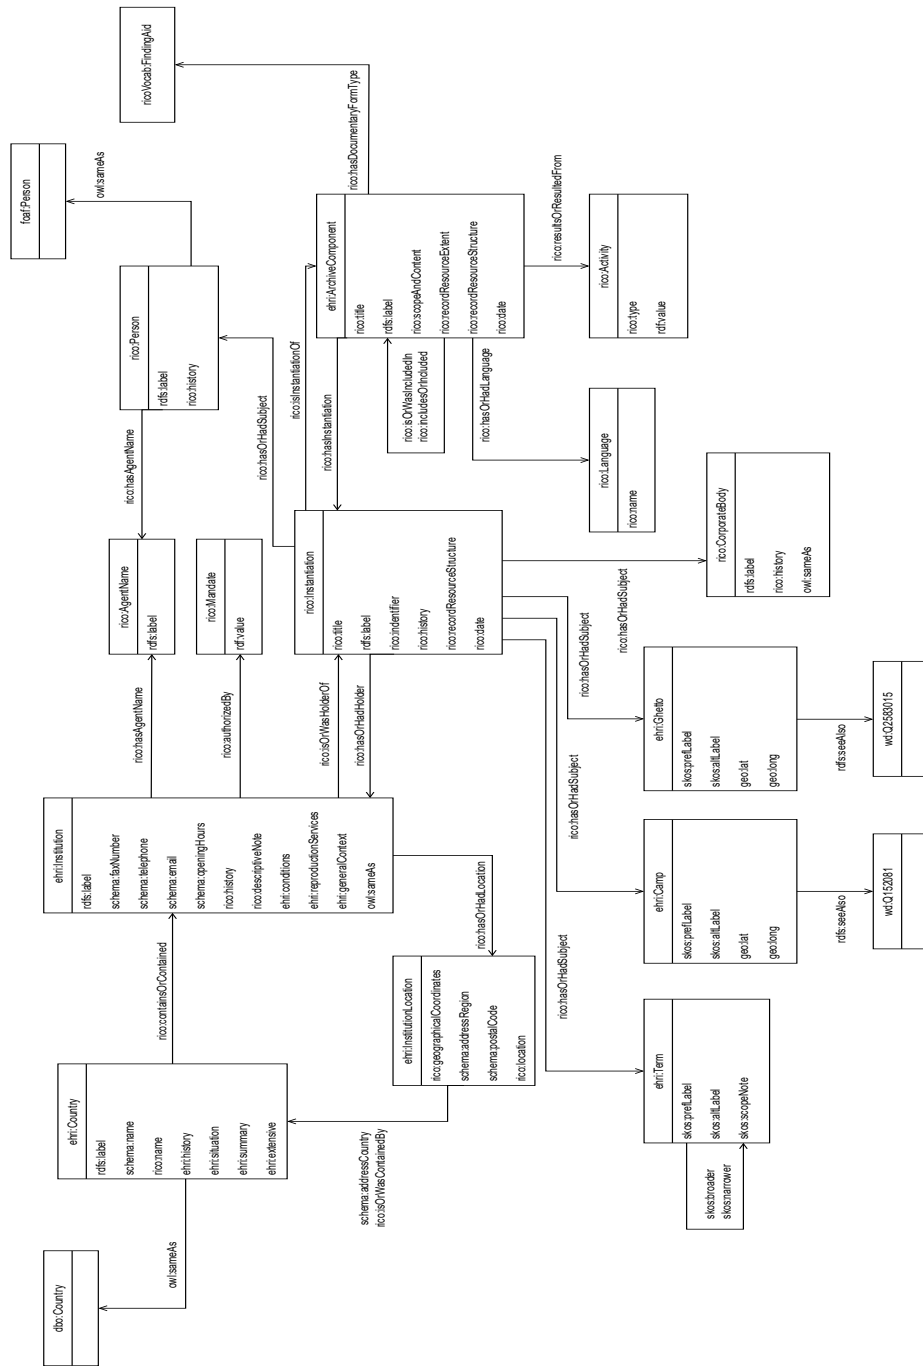 dbo:Country
owl:sameAs
ehri:Country
rdfs:label
schema:name
rico:name
ehri:history
ehri:situation
ehri:summary
ehri:extensive
rico:containsOrContained
schema:addressCountry
rico:isOrWasContainedBy
ehri:InstitutionLocation
rico:geographicalCoordinates
schema:addressRegion
schema:postalCode
rico:location
rico:hasOrHadLocation
ehri:Institution
rdfs:label
schema:faxNumber
schema:telephone
schema:email
schema:openingHours
rico:history
rico:descriptiveNote
ehri:conditions
ehri:reproductionServices
ehri:generalContext
owl:sameAs
rico:hasAgentName
rico:authorizedBy
rico:isOrWasHolderOf
rico:hasOrHadHolder
rico:AgentName
rdfs:label
rico:Mandate
rdf:value
rico:hasAgentName
rico:Person
rdfs:label
rico:history
owl:sameAs
foaf:Person
rico:Instantiation
rico:title
rdfs:label
rico:indentifier
rico:history
rico:recordResourceStructure
rico:date
rico:hasOrHadSubject
rico:isInstantiationOf
rico:hasInstantiation
ehri:ArchiveComponent
rico:title
rdfs:label
rico:scopeAndContent
rico:recordResourceExtent
rico:recordResourceStructure
rico:date
rico:isOrWasIncludedIn
rico:includesOrIncluded
rico:hasDocumentaryFormType
ricoVocab:FindingAid
rico:hasOrHadLanguage
rico:Language
rico:name
rico:resultsOrResultedFrom
rico:Activity
rico:type
rdf:value
rico:hasOrHadSubject
rico:CorporateBody
rdfs:label
rico:history
owl:sameAs
rico:hasOrHadSubject
ehri:Ghetto
skos:prefLabel
skos:altLabel
geo:lat
geo:long
rdfs:seeAlso
wd:Q2583015
rico:hasOrHadSubject
ehri:Camp
skos:prefLabel
skos:altLabel
geo:lat
geo:long
rdfs:seeAlso
wd:Q152081
rico:hasOrHadSubject
ehri:Term
skos:prefLabel
skos:altLabel
skos:scopeNote
skos:broader
skos:narrower